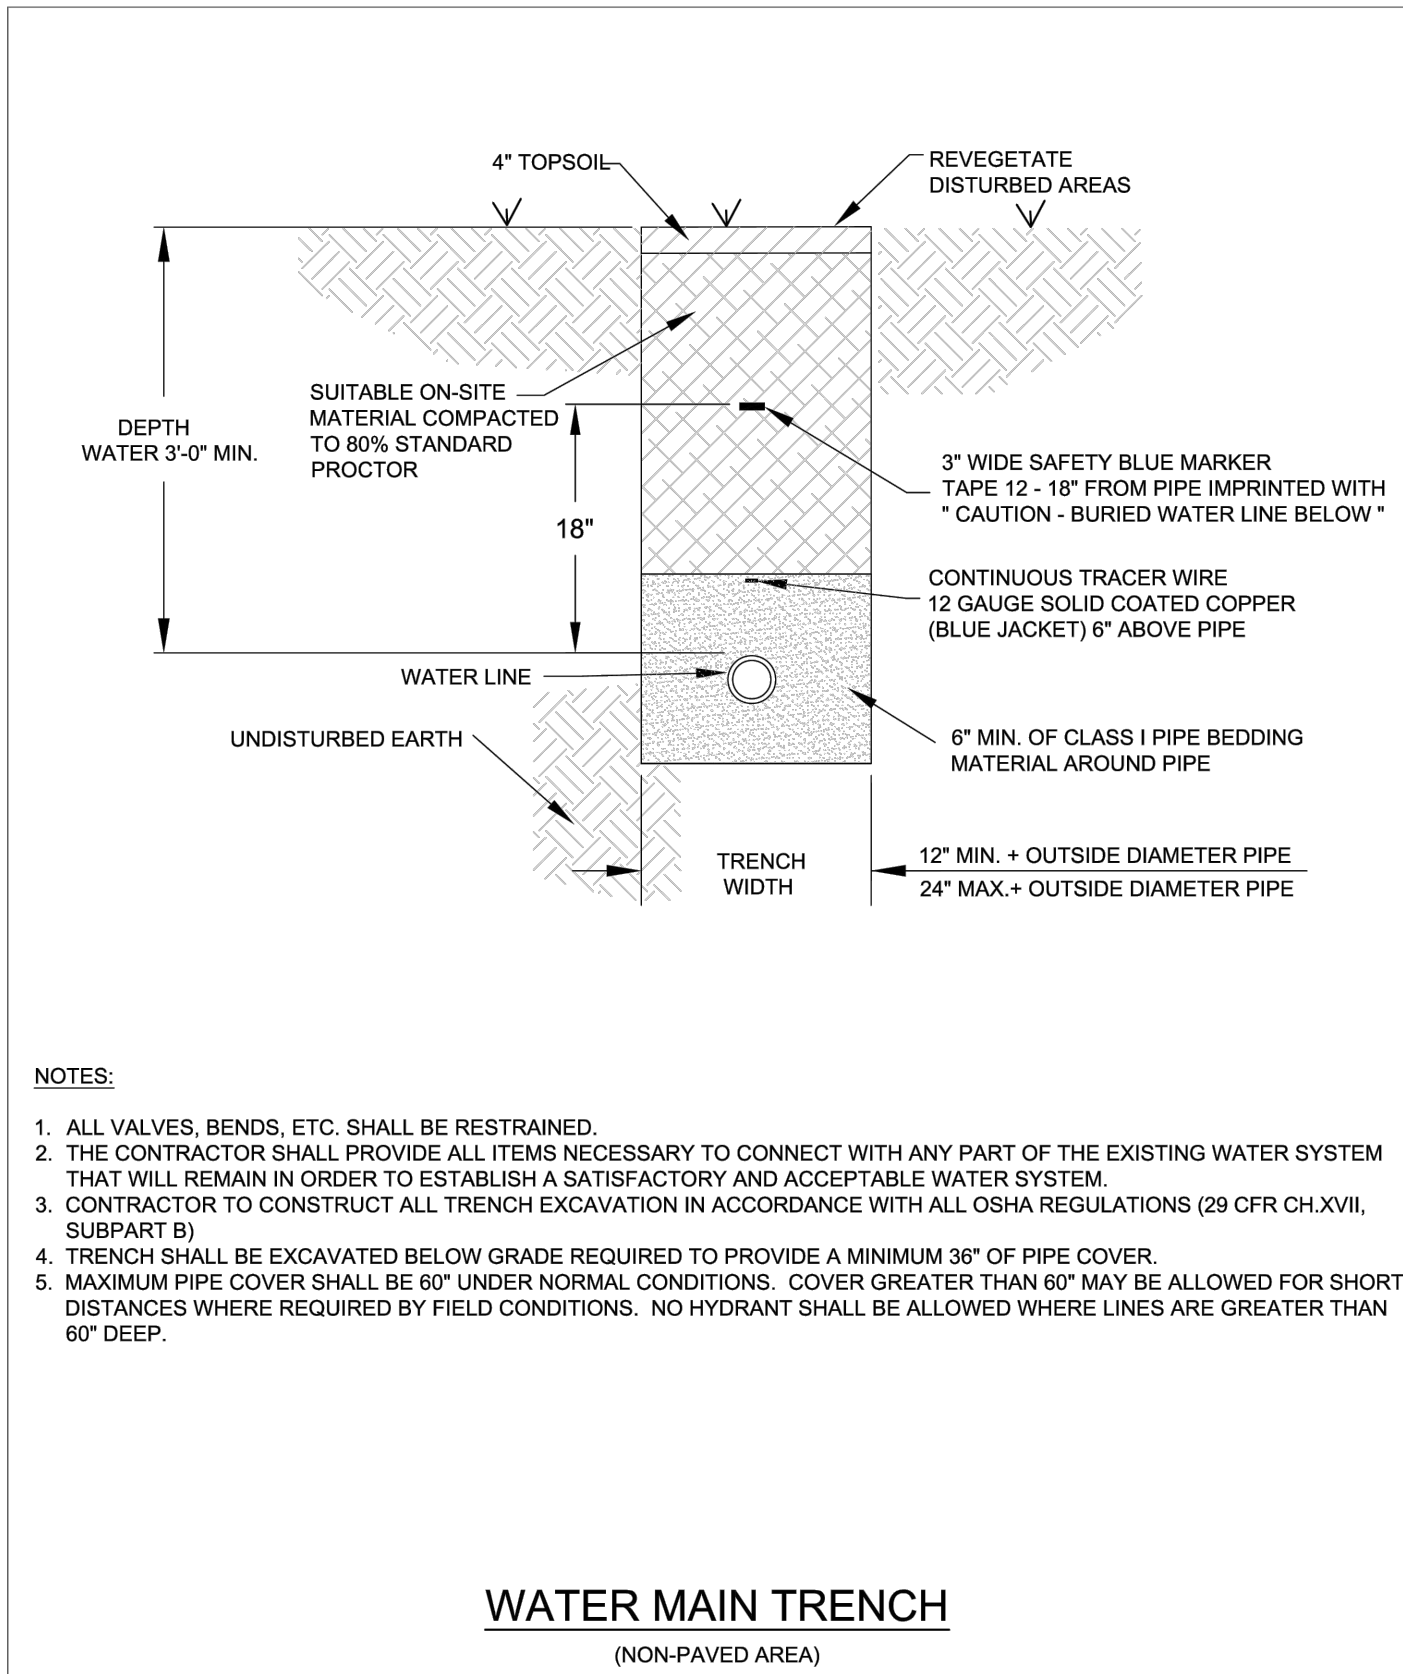 4" TOPSOIL
REVEGETATE
DISTURBED AREAS
SUITABLE ON-SITE
MATERIAL COMPACTED
TO 80% STANDARD
PROCTOR
DEPTH
WATER 3'-0" MIN.
18"
3" WIDE SAFETY BLUE MARKER
TAPE 12 - 18" FROM PIPE IMPRINTED WITH
" CAUTION - BURIED WATER LINE BELOW "
CONTINUOUS TRACER WIRE
12 GAUGE SOLID COATED COPPER
(BLUE JACKET) 6" ABOVE PIPE
WATER LINE
UNDISTURBED EARTH
6" MIN. OF CLASS I PIPE BEDDING
MATERIAL AROUND PIPE
TRENCH
WIDTH
12" MIN. + OUTSIDE DIAMETER PIPE
24" MAX.+ OUTSIDE DIAMETER PIPE
NOTES:
1. ALL VALVES, BENDS, ETC. SHALL BE RESTRAINED.
2. THE CONTRACTOR SHALL PROVIDE ALL ITEMS NECESSARY TO CONNECT WITH ANY PART OF THE EXISTING WATER SYSTEM
THAT WILL REMAIN IN ORDER TO ESTABLISH A SATISFACTORY AND ACCEPTABLE WATER SYSTEM.
3. CONTRACTOR TO CONSTRUCT ALL TRENCH EXCAVATION IN ACCORDANCE WITH ALL OSHA REGULATIONS (29 CFR CH.XVII,
SUBPART B)
4. TRENCH SHALL BE EXCAVATED BELOW GRADE REQUIRED TO PROVIDE A MINIMUM 36" OF PIPE COVER.
5. MAXIMUM PIPE COVER SHALL BE 60" UNDER NORMAL CONDITIONS. COVER GREATER THAN 60" MAY BE ALLOWED FOR SHORT
DISTANCES WHERE REQUIRED BY FIELD CONDITIONS. NO HYDRANT SHALL BE ALLOWED WHERE LINES ARE GREATER THAN
60" DEEP.
WATER MAIN TRENCH
(NON-PAVED AREA)